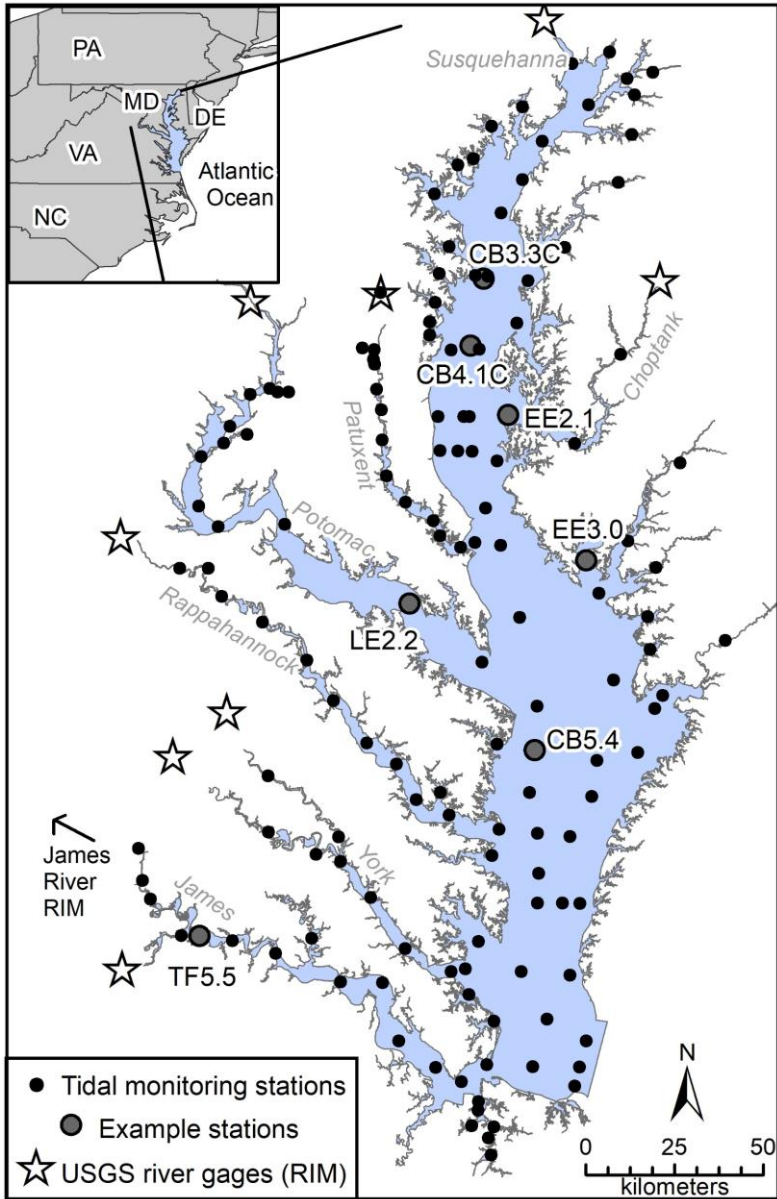 PA
MD
DE
VA
Atlantic
Ocean
NC
Susquehanna
CB3.3C
Choptank
CB4.1C
EE2.1
Patuxent
Potomac
EE3.0
Rappahannock
LE2.2
CB5.4
James
River
RIM
York
James
TF5.5
N
Tidal monitoring stations
Example stations
USGS river gages (RIM)
0 25 50
kilometers